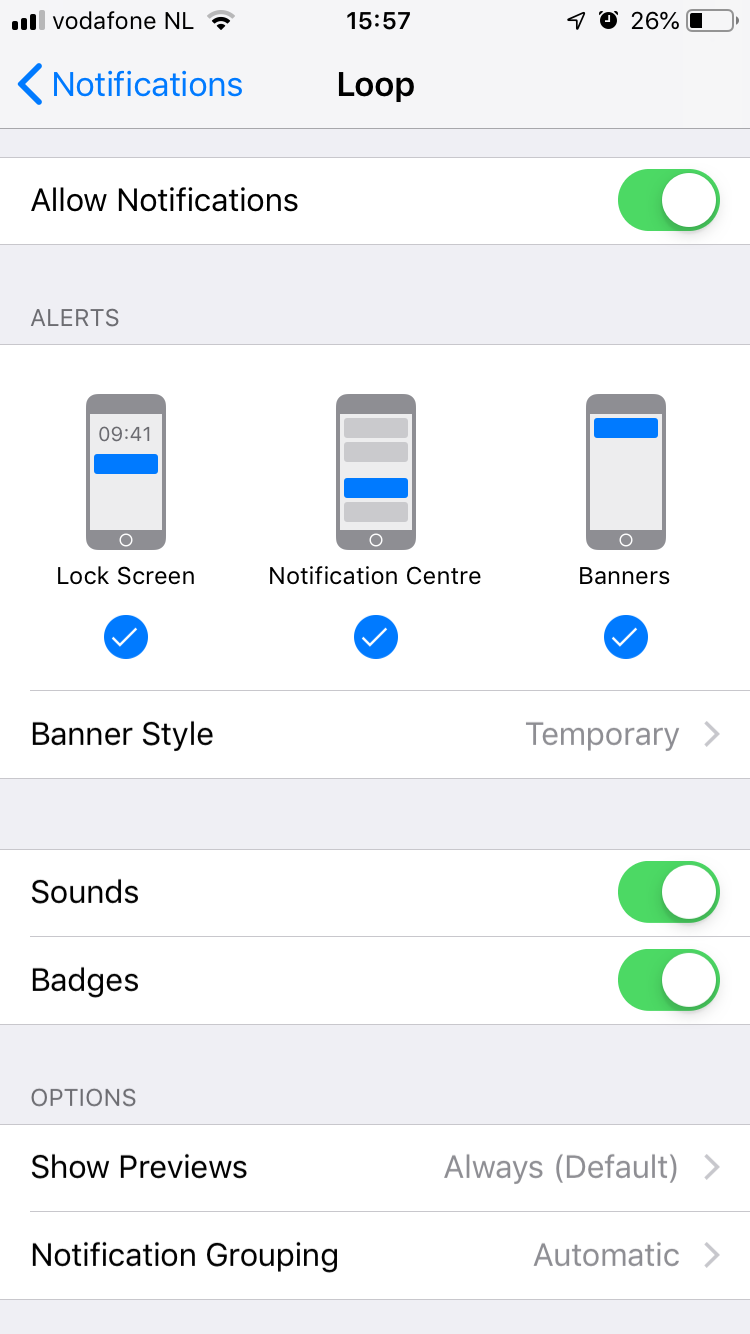 vodafone NL 15:57 26%
Notifications Loop
Allow Notifications
ALERTS
09:41
Lock Screen Notification Centre Banners
Banner Style Temporary
Sounds
Badges
OPTIONS
Show Previews Always (Default)
Notification Grouping Automatic